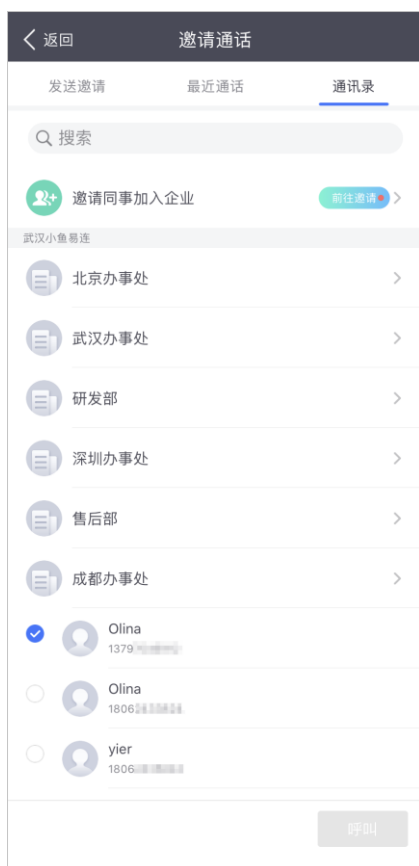 返回
邀请通话
发送邀请
最近通话
通讯录
搜索
邀请同事加入企业
前往邀请
武汉小鱼易连
北京办事处
武汉办事处
研发部
深圳办事处
售后部
成都办事处
Olina
1379
Olina
1806
yier
1806
呼叫